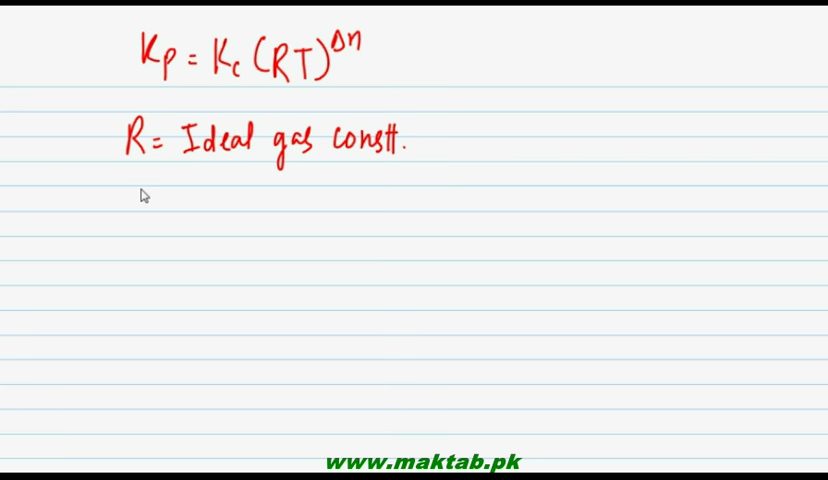 Kp = Kc (RT)^Δn
R = Ideal gas constt.
www.maktab.pk